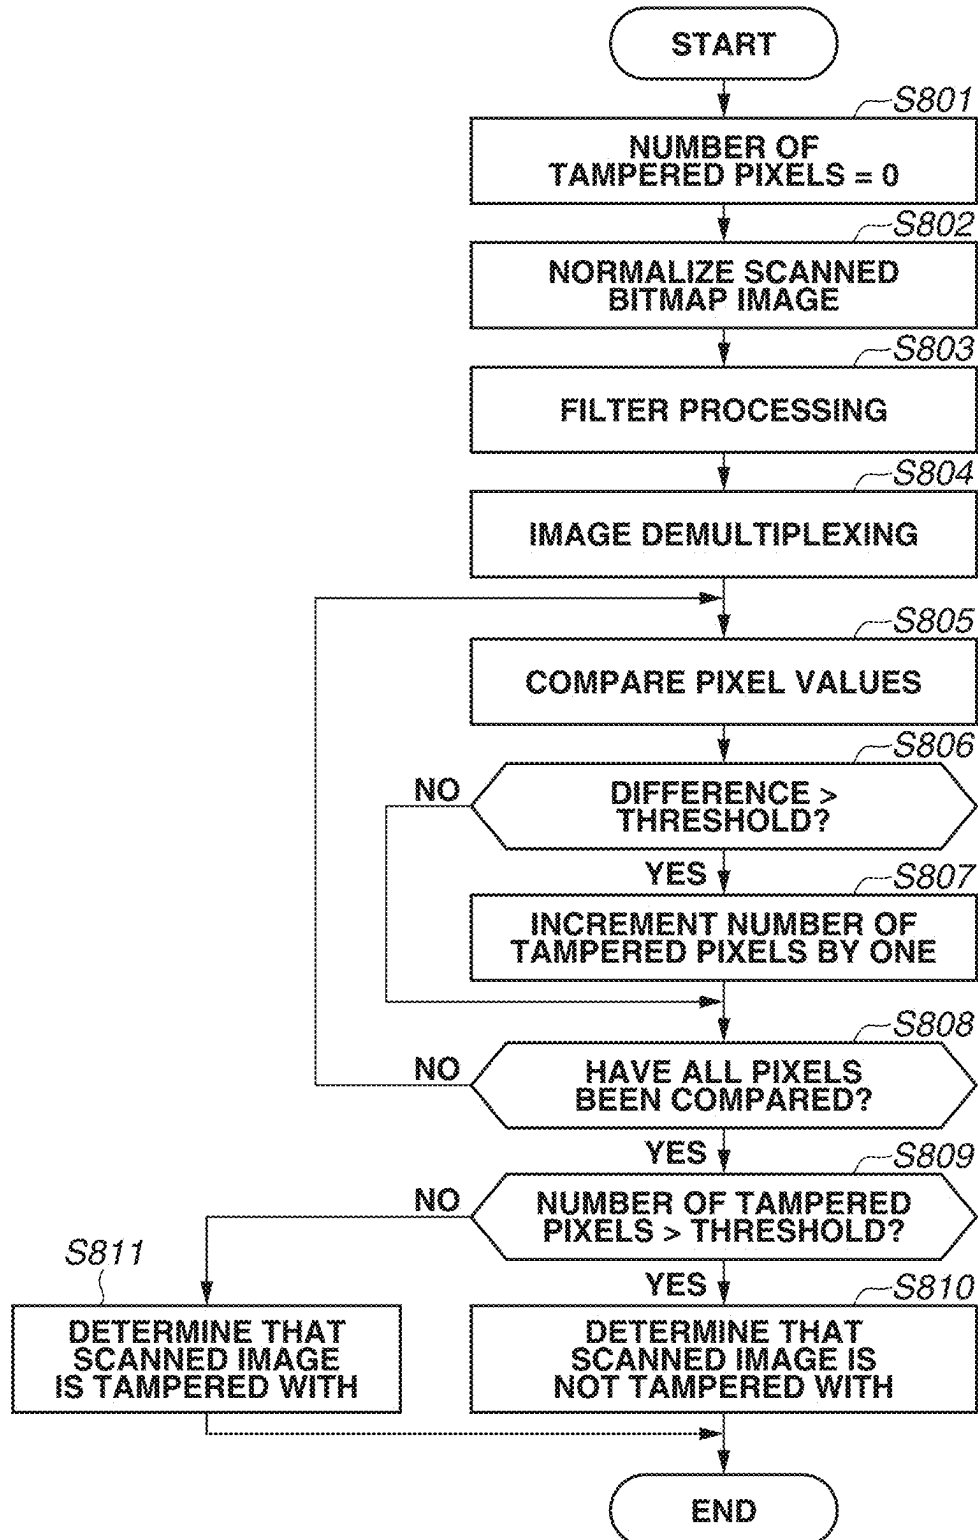 START
S801
NUMBER OF
TAMPERED PIXELS = 0
S802
NORMALIZE SCANNED
BITMAP IMAGE
S803
FILTER PROCESSING
S804
IMAGE DEMULTIPLEXING
S805
COMPARE PIXEL VALUES
S806
NO
DIFFERENCE >
THRESHOLD?
YES
S807
INCREMENT NUMBER OF
TAMPERED PIXELS BY ONE
S808
NO
HAVE ALL PIXELS
BEEN COMPARED?
YES
S809
NO
NUMBER OF TAMPERED
PIXELS > THRESHOLD?
S811
YES
S810
DETERMINE THAT
SCANNED IMAGE
IS TAMPERED WITH
DETERMINE THAT
SCANNED IMAGE IS
NOT TAMPERED WITH
END